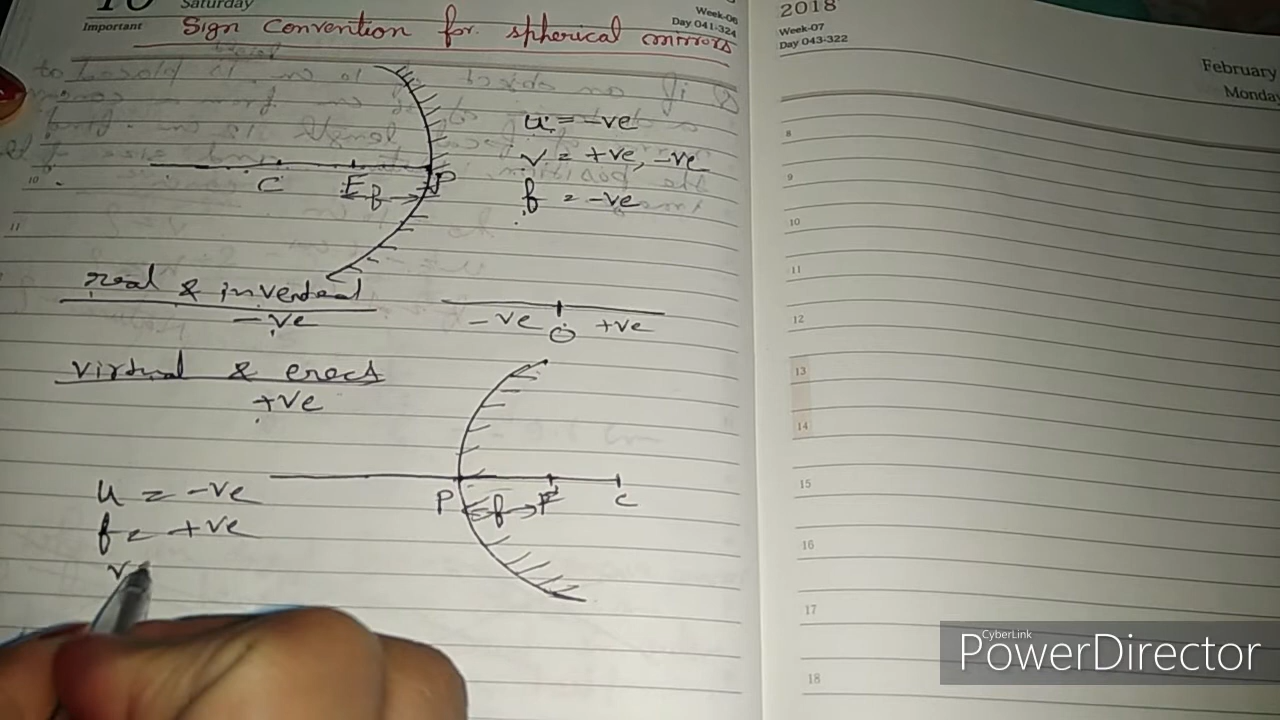 Saturday
Important
Week-06
Day 041-324
Sign Convention for spherical mirrors
u = -ve
v = +ve, -ve
f = -ve
C F P
f
10
11
real & inverted
-ve
-ve O +ve
virtual & erect
+ve
u = -ve
f = +ve
v
P f F C
2018
Week-07
Day 043-322
February
Monday
8
9
10
11
12
13
14
15
16
17
18
CyberLink
PowerDirector